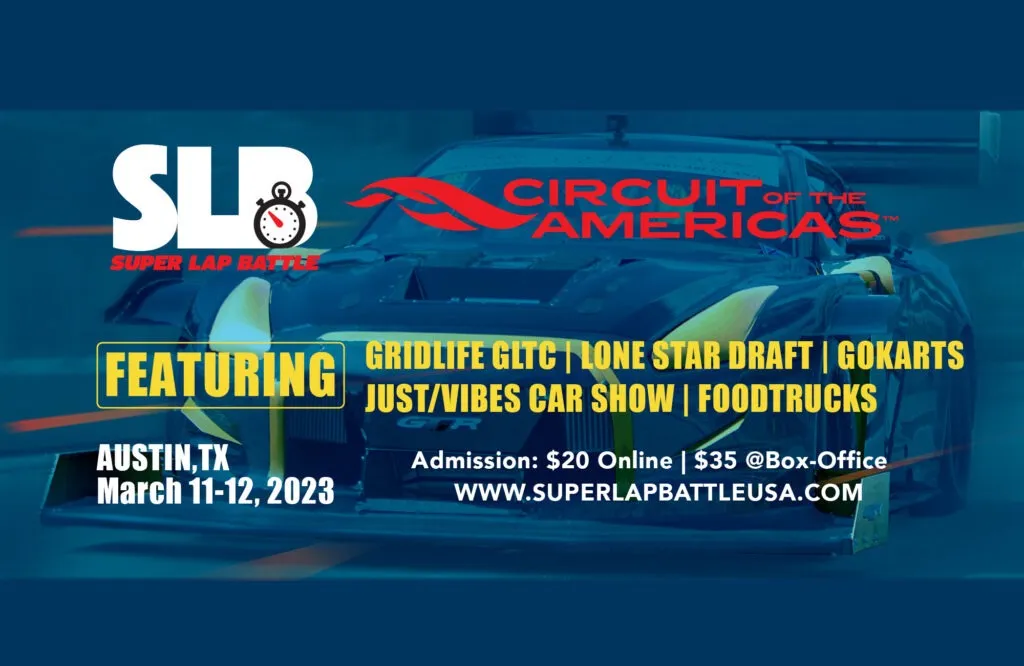 SLB
SUPER LAP BATTLE
CIRCUIT OF THE
AMERICAS™
FEATURING
GRIDLIFE GLTC | LONE STAR DRAFT | GOKARTS
JUST/VIBES CAR SHOW | FOODTRUCKS
GTR
AUSTIN,TX
March 11-12, 2023
Admission: $20 Online | $35 @Box-Office
WWW.SUPERLAPBATTLEUSA.COM